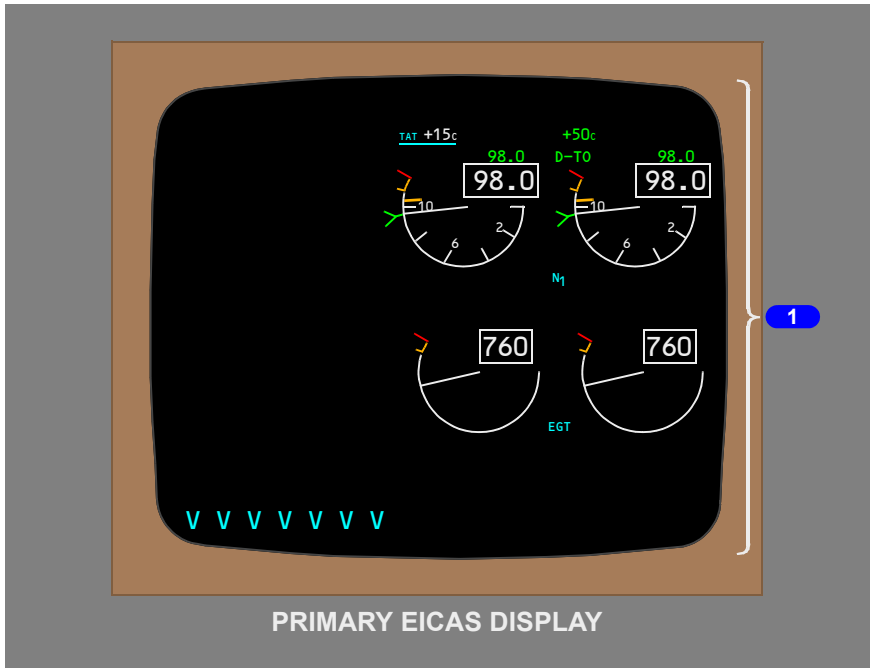 TAT +15c +50c
98.0 D-TO 98.0
98.0 98.0
10 10
2 2
6 6
N1
760 760
EGT
V V V V V V V
1
PRIMARY EICAS DISPLAY